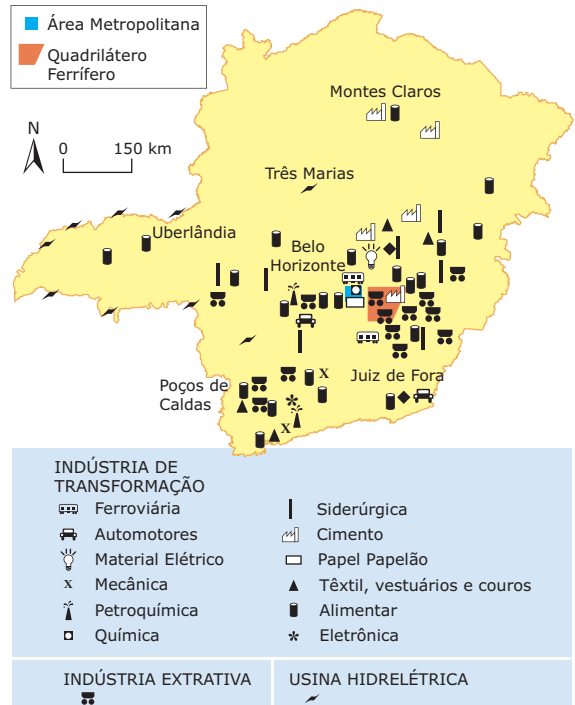 Área Metropolitana
Quadrilátero
Ferrífero
N
0 150 km
Montes Claros
Três Marias
Uberlândia
Belo
Horizonte
Poços de
Caldas
x
x
Juiz de Fora
INDÚSTRIA DE
TRANSFORMAÇÃO
Ferroviária
Automotores
Material Elétrico
x Mecânica
Petroquímica
Química
Siderúrgica
Cimento
Papel Papelão
Têxtil, vestuários e couros
Alimentar
* Eletrônica
INDÚSTRIA EXTRATIVA
USINA HIDRELÉTRICA